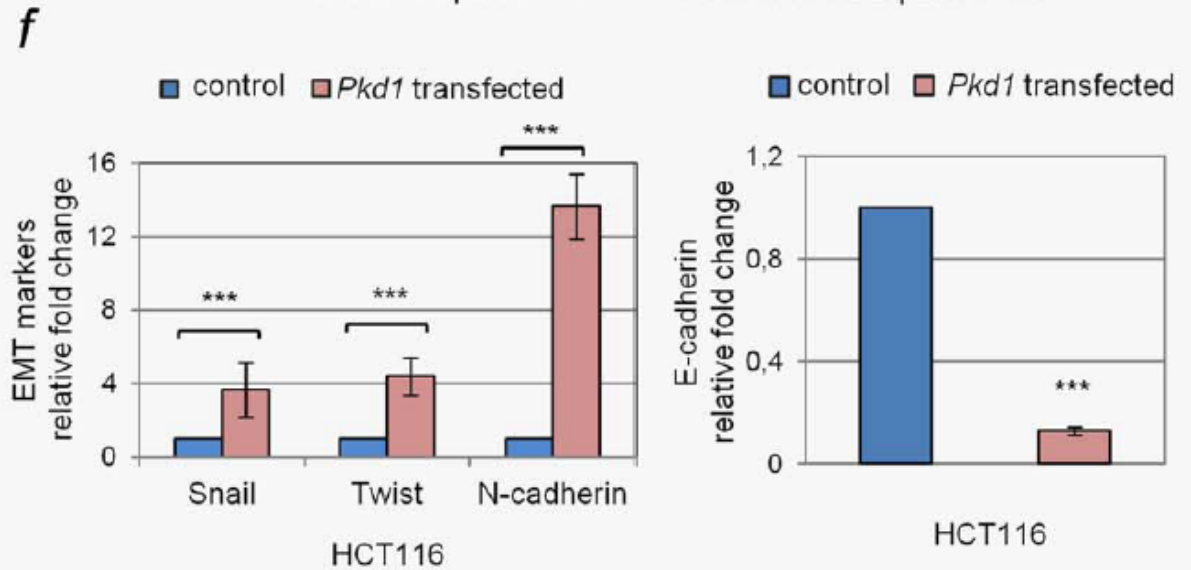 f
control Pkd1 transfected
EMT markers
relative fold change
16
12
8
4
0
***
***
***
Snail Twist N-cadherin
HCT116
control Pkd1 transfected
E-cadherin
relative fold change
1,2
0,8
0,4
0
***
HCT116